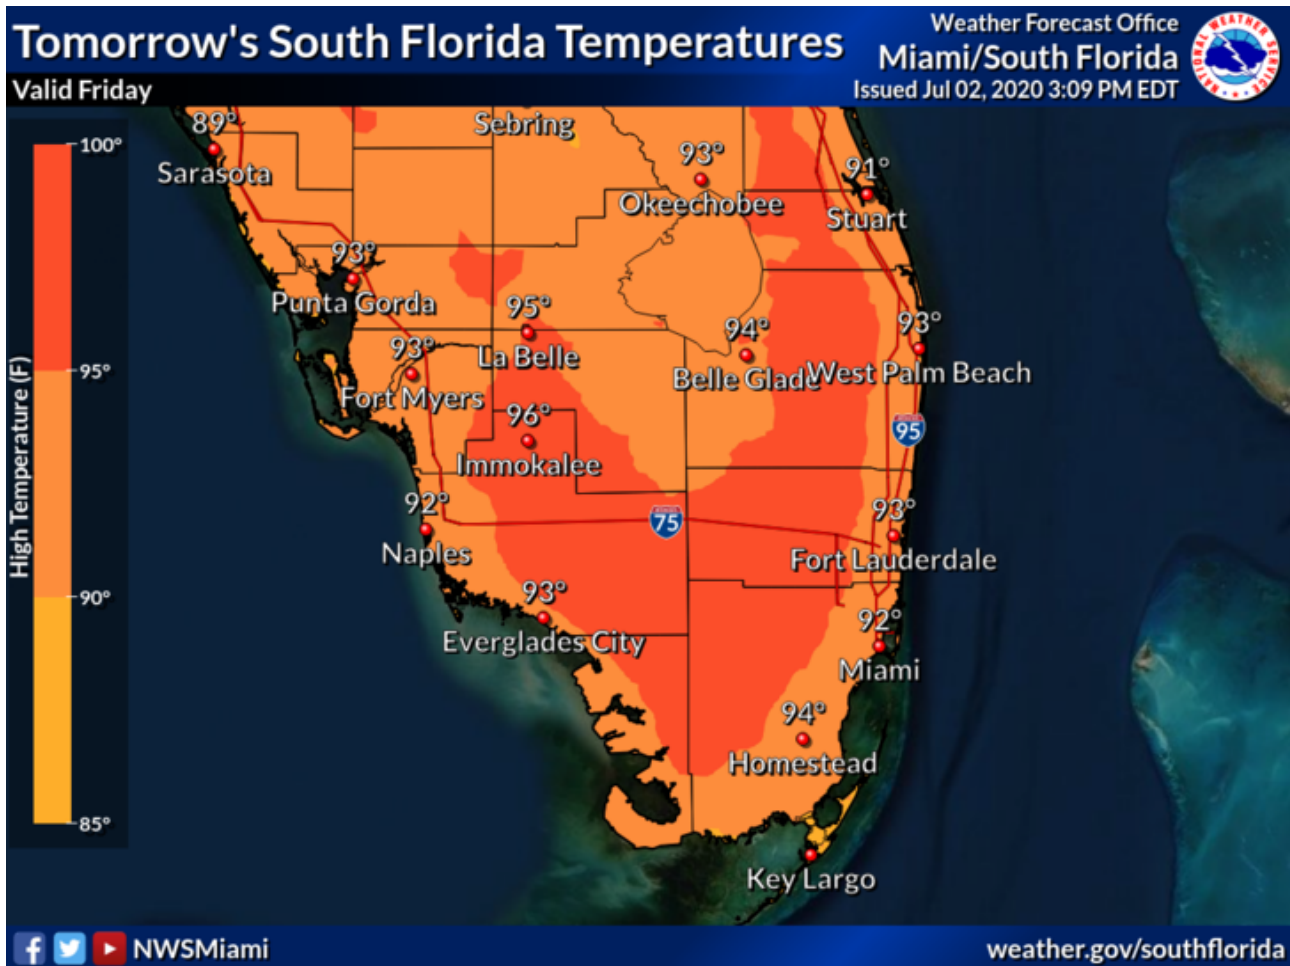 Tomorrow's South Florida Temperatures
Weather Forecast Office
Miami/South Florida
Issued Jul 02, 2020 3:09 PM EDT
NATIONAL WEATHER SERVICE
Valid Friday
High Temperature (F)
100°
95°
90°
85°
89°
Sarasota
Sebring
93°
Okeechobee
91°
Stuart
93°
Punta Gorda
95°
La Belle
94°
Belle Glade
93°
West Palm Beach
93°
Fort Myers
96°
Immokalee
95
92°
Naples
75
93°
Fort Lauderdale
93°
Everglades City
92°
Miami
94°
Homestead
Key Largo
NWSMiami
weather.gov/southflorida